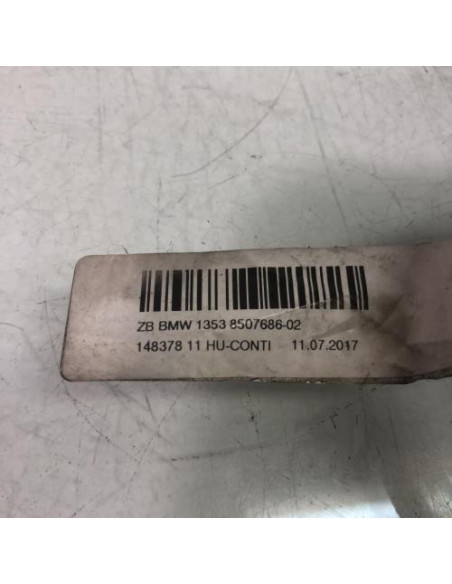 ZB BMW 1353 8507686-02
148378 11 HU-CONTI 11.07.2017